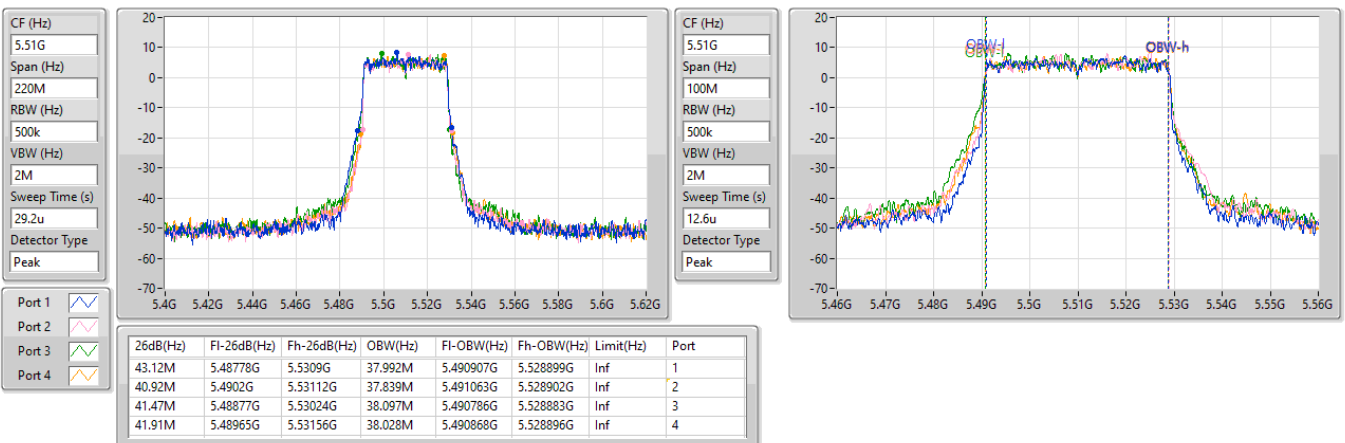 CF (Hz)
5.51G
Span (Hz)
220M
RBW (Hz)
500k
VBW (Hz)
2M
Sweep Time (s)
29.2u
Detector Type
Peak
20
10
0
-10
-20
-30
-40
-50
-60
-70
5.4G 5.42G 5.44G 5.46G 5.48G 5.5G 5.52G 5.54G 5.56G 5.58G 5.6G 5.62G
CF (Hz)
5.51G
Span (Hz)
100M
RBW (Hz)
500k
VBW (Hz)
2M
Sweep Time (s)
12.6u
Detector Type
Peak
20
10
0
-10
-20
-30
-40
-50
-60
-70
OBW-l
OBW-h
5.46G 5.47G 5.48G 5.49G 5.5G 5.51G 5.52G 5.53G 5.54G 5.55G 5.56G
Port 1
Port 2
Port 3
Port 4
26dB(Hz) Fl-26dB(Hz) Fh-26dB(Hz) OBW(Hz) Fl-OBW(Hz) Fh-OBW(Hz) Limit(Hz) Port
43.12M 5.48778G 5.5309G 37.992M 5.490907G 5.528899G Inf 1
40.92M 5.4902G 5.53112G 37.839M 5.491063G 5.528902G Inf 2
41.47M 5.48877G 5.53024G 38.097M 5.490786G 5.528883G Inf 3
41.91M 5.48965G 5.53156G 38.028M 5.490868G 5.528896G Inf 4